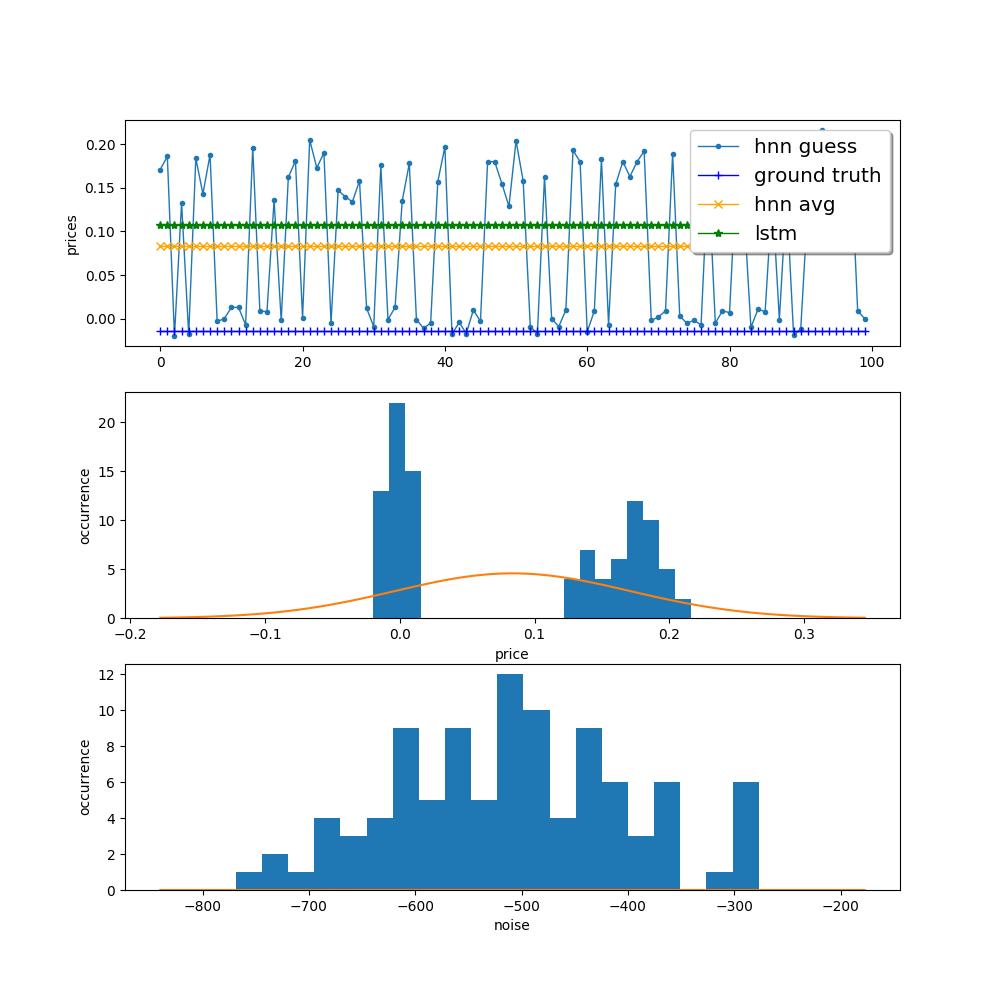 0.20
0.15
0.10
0.05
0.00
prices
0 20 40 60 80 100
hnn guess
ground truth
hnn avg
lstm
20
15
10
5
0
occurrence
−0.2 −0.1 0.0 0.1 0.2 0.3
price
12
10
8
6
4
2
0
occurrence
−800 −700 −600 −500 −400 −300 −200
noise